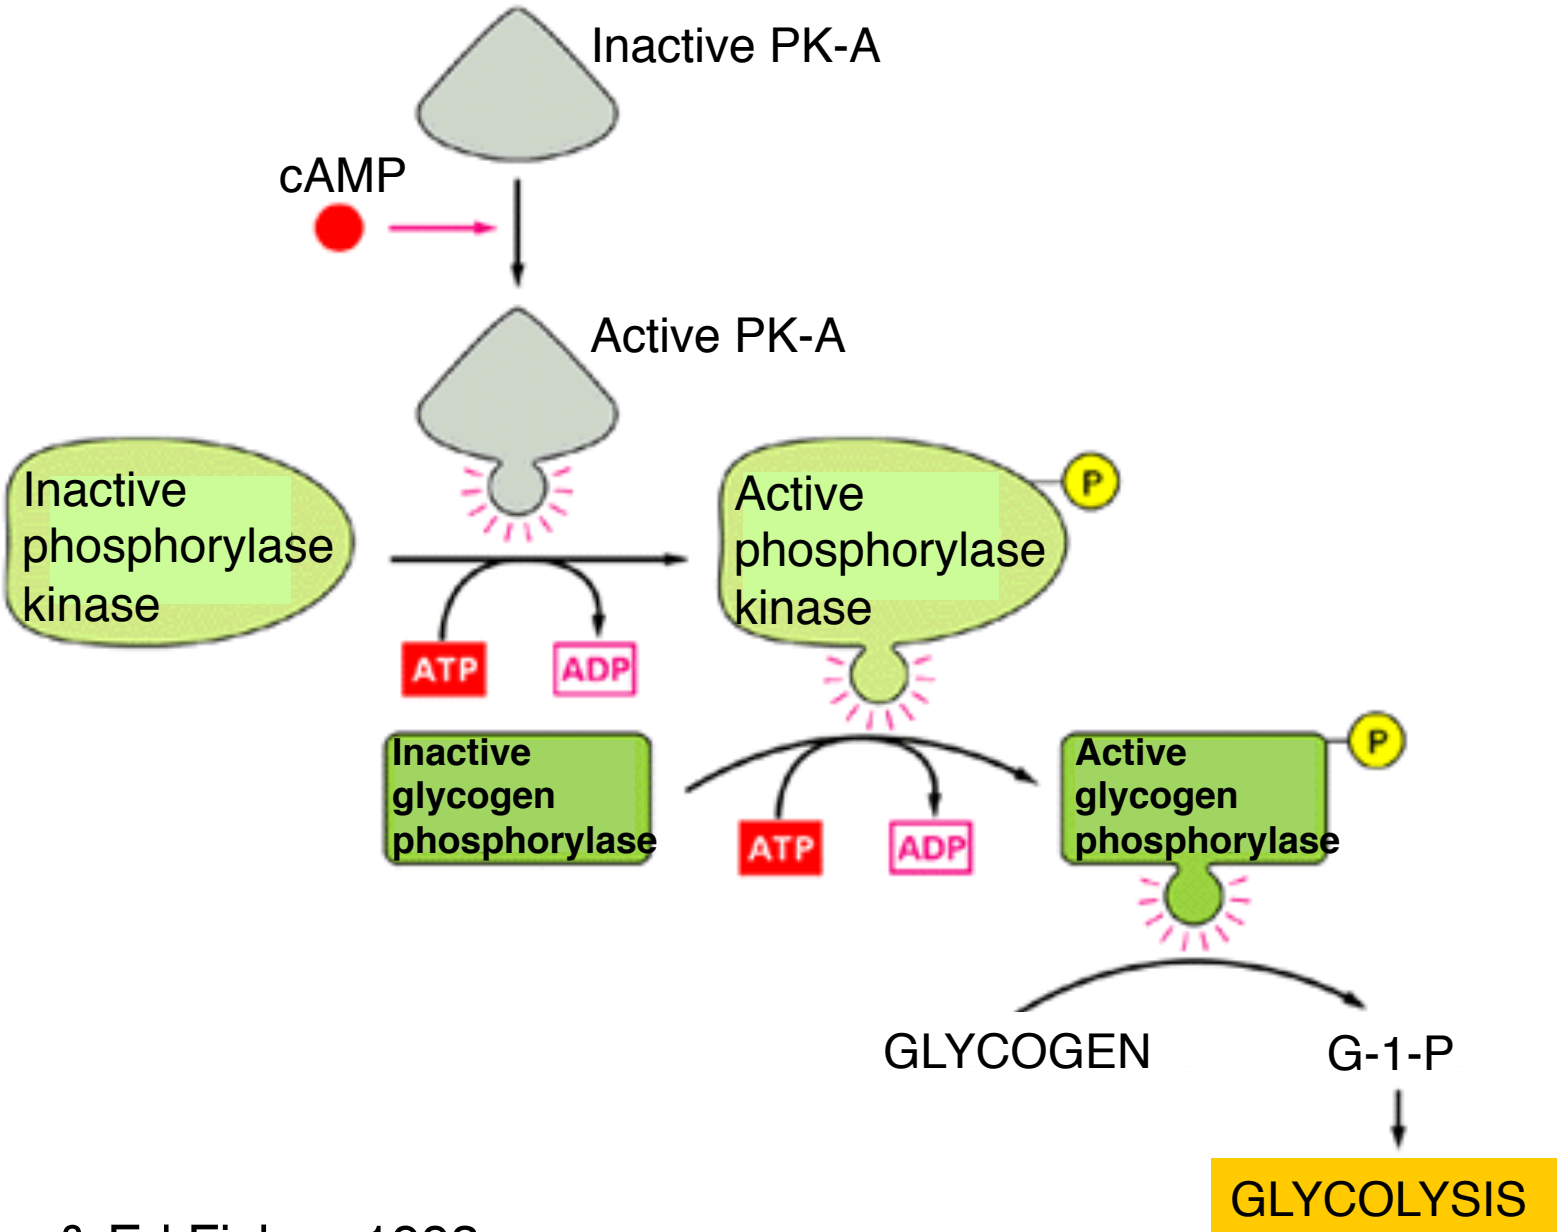 Inactive PK-A
cAMP
Active PK-A
Inactive
phosphorylase
kinase
Active
phosphorylase
kinase
P
ATP
ADP
Inactive
glycogen
phosphorylase
Active
glycogen
phosphorylase
P
ATP
ADP
GLYCOGEN
G-1-P
GLYCOLYSIS